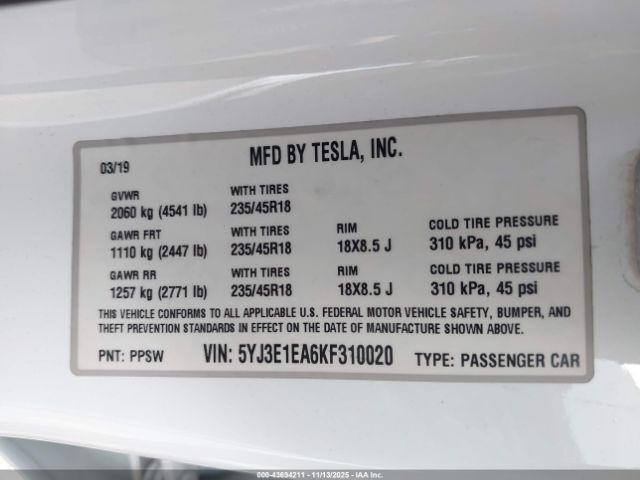 03/19 MFD BY TESLA, INC.
GVWR WITH TIRES
2060 kg (4541 lb) 235/45R18
GAWR FRT WITH TIRES RIM COLD TIRE PRESSURE
1110 kg (2447 lb) 235/45R18 18X8.5 J 310 kPa, 45 psi
GAWR RR WITH TIRES RIM COLD TIRE PRESSURE
1257 kg (2771 lb) 235/45R18 18X8.5 J 310 kPa, 45 psi
THIS VEHICLE CONFORMS TO ALL APPLICABLE U.S. FEDERAL MOTOR VEHICLE SAFETY, BUMPER, AND
THEFT PREVENTION STANDARDS IN EFFECT ON THE DATE OF MANUFACTURE SHOWN ABOVE.
PNT: PPSW VIN: 5YJ3E1EA6KF310020 TYPE: PASSENGER CAR
000-43694211 - 11/13/2025 - IAA, Inc.